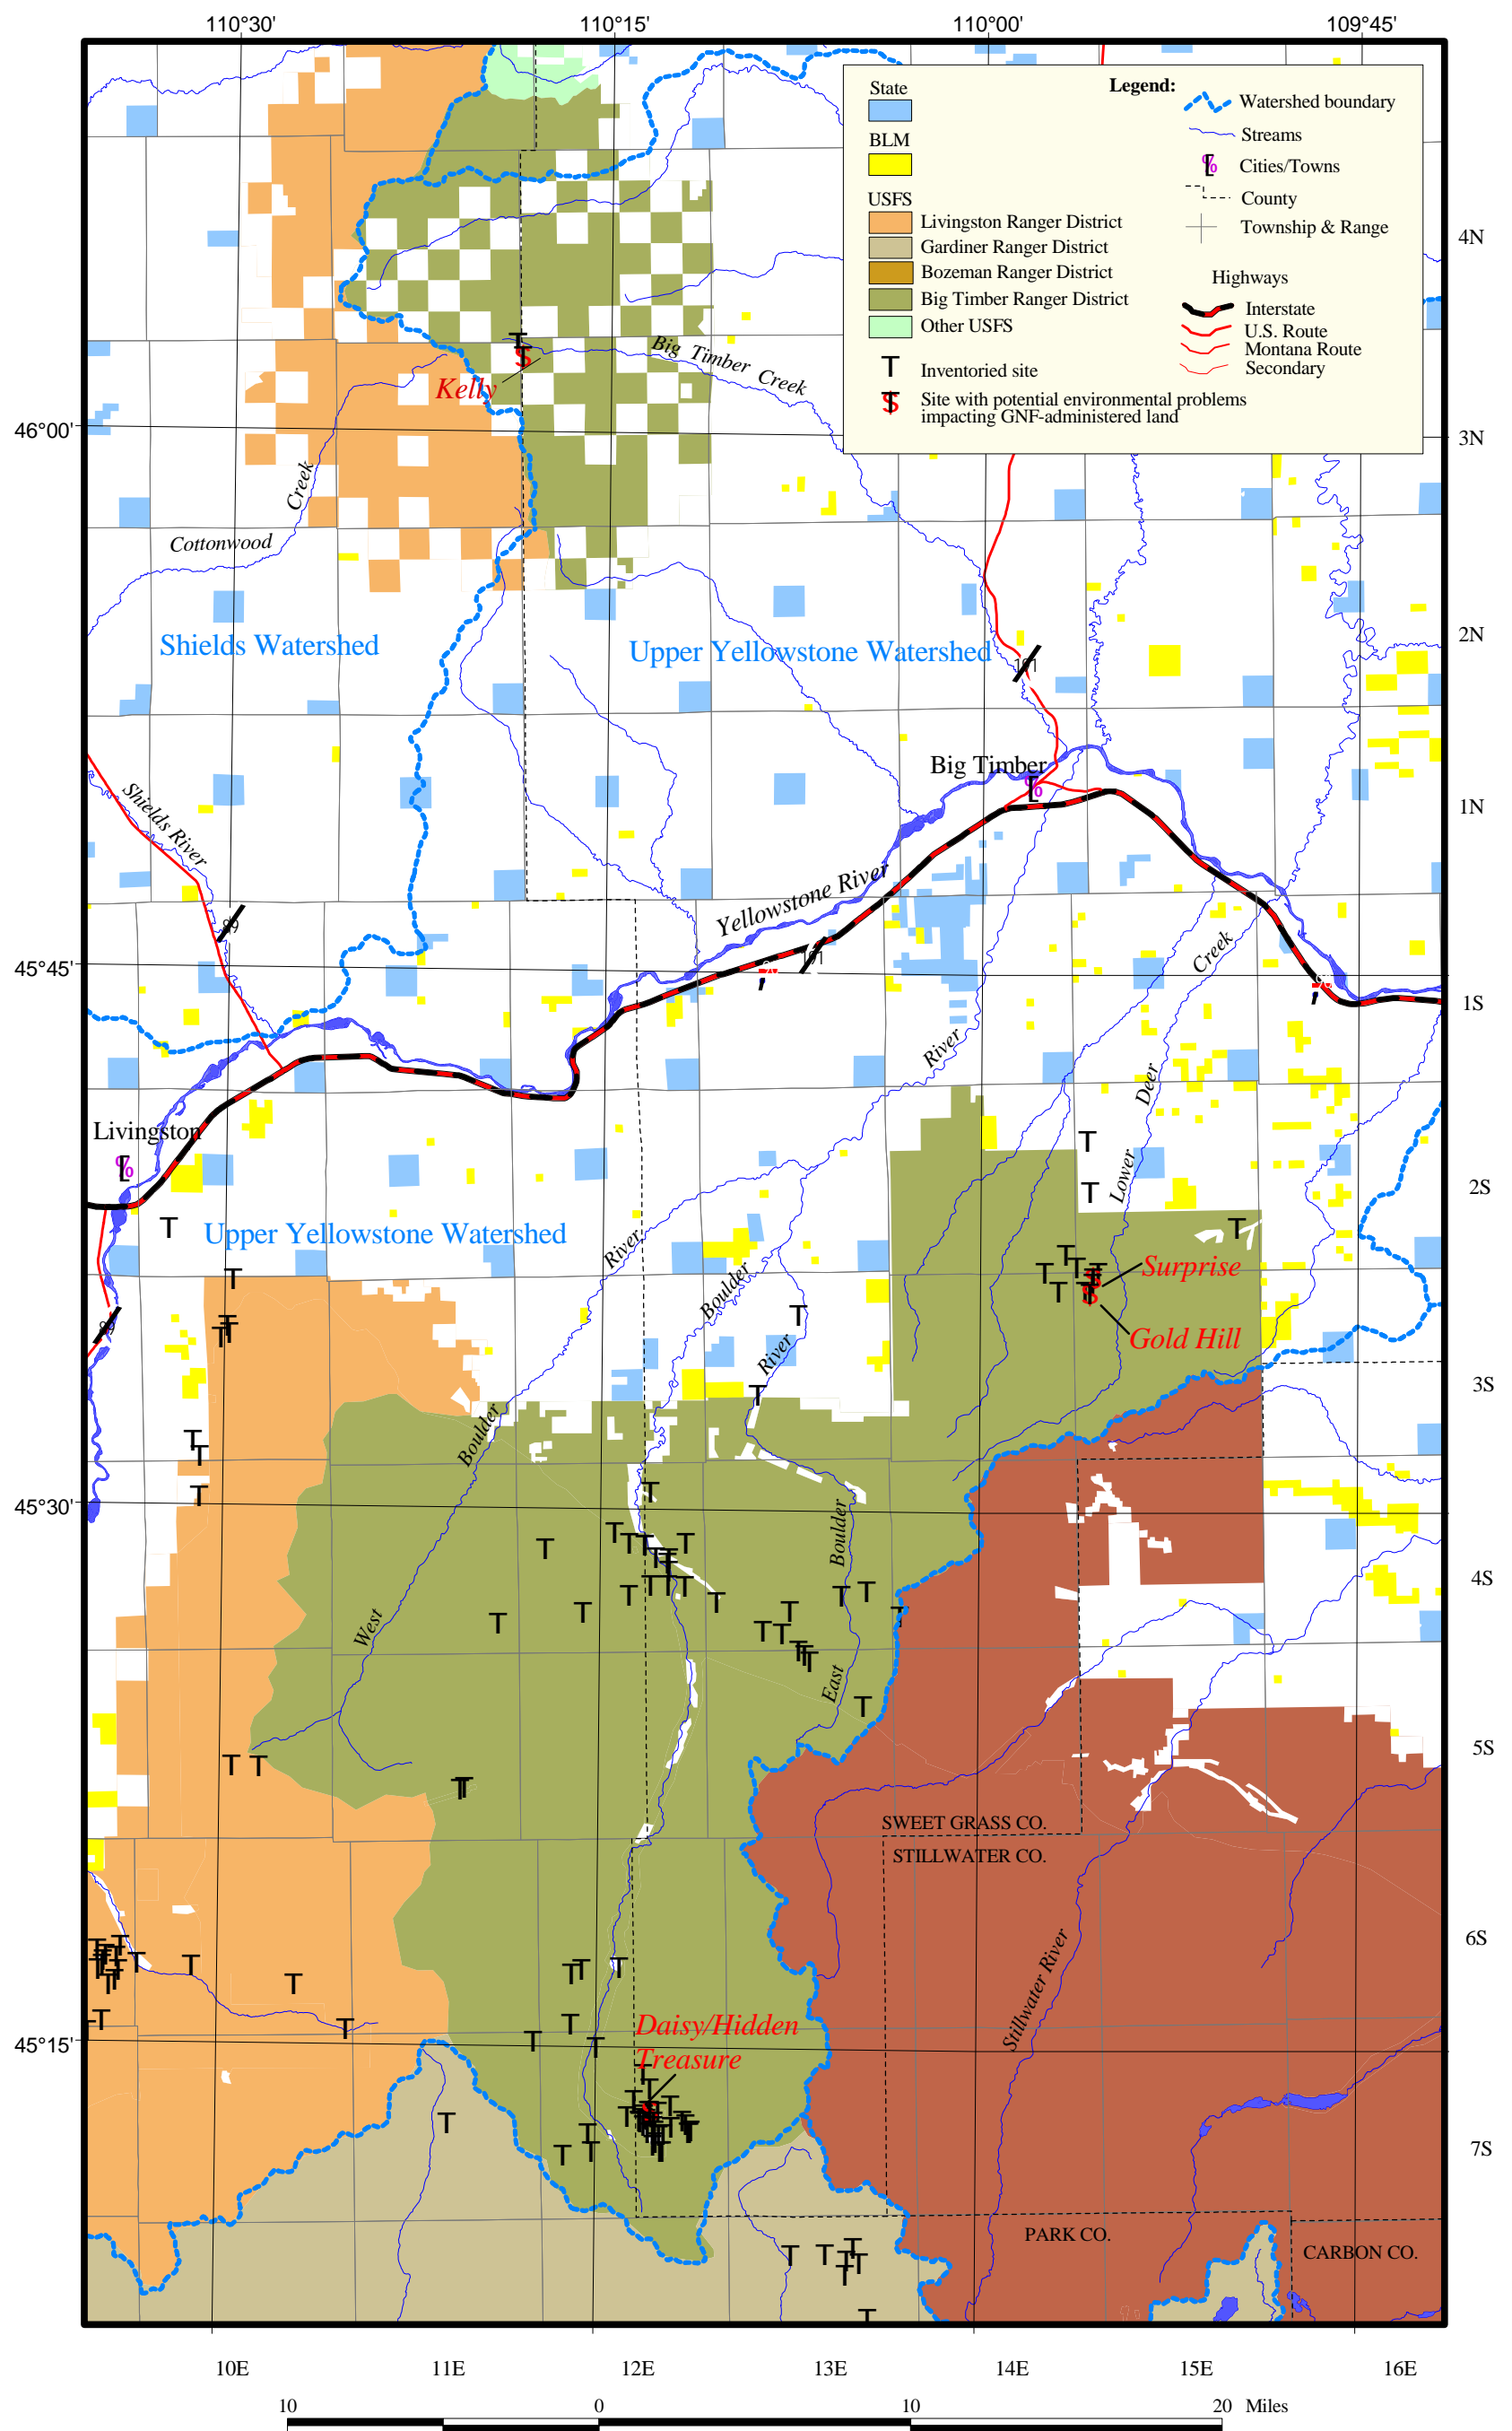 110°30'
110°15'
110°00'
109°45'
Legend:
State
BLM
USFS
Livingston Ranger District
Gardiner Ranger District
Bozeman Ranger District
Big Timber Ranger District
Other USFS
Inventoried site
Site with potential environmental problems
impacting GNF-administered land
Watershed boundary
Streams
Cities/Towns
County
Township & Range
Highways
Interstate
U.S. Route
Montana Route
Secondary
4N
3N
2N
1N
1S
2S
3S
4S
5S
6S
7S
46°00'
45°45'
45°30'
45°15'
Big Timber Creek
Kelly
Cottonwood
Creek
Shields Watershed
Upper Yellowstone Watershed
191
Big Timber
Shields River
89
Yellowstone River
191
Creek
River
Deer
Lower
Livingston
Upper Yellowstone Watershed
River
Boulder
River
Surprise
Gold Hill
89
Boulder
Boulder
West
East
SWEET GRASS CO.
STILLWATER CO.
Stillwater River
Daisy/Hidden
Treasure
PARK CO.
CARBON CO.
10E
11E
12E
13E
14E
15E
16E
10
0
10
20
Miles